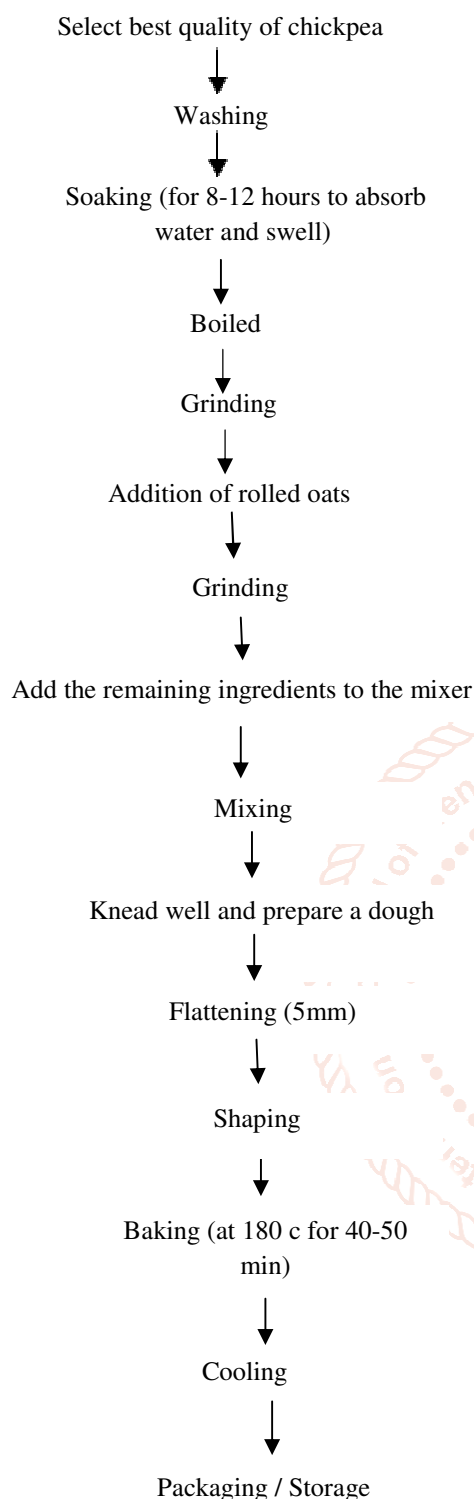 Select best quality of chickpea
Washing
Soaking (for 8-12 hours to absorb
water and swell)
Boiled
Grinding
Addition of rolled oats
Grinding
Add the remaining ingredients to the mixer
Mixing
Knead well and prepare a dough
Flattening (5mm)
Shaping
Baking (at 180 c for 40-50
min)
Cooling
Packaging / Storage